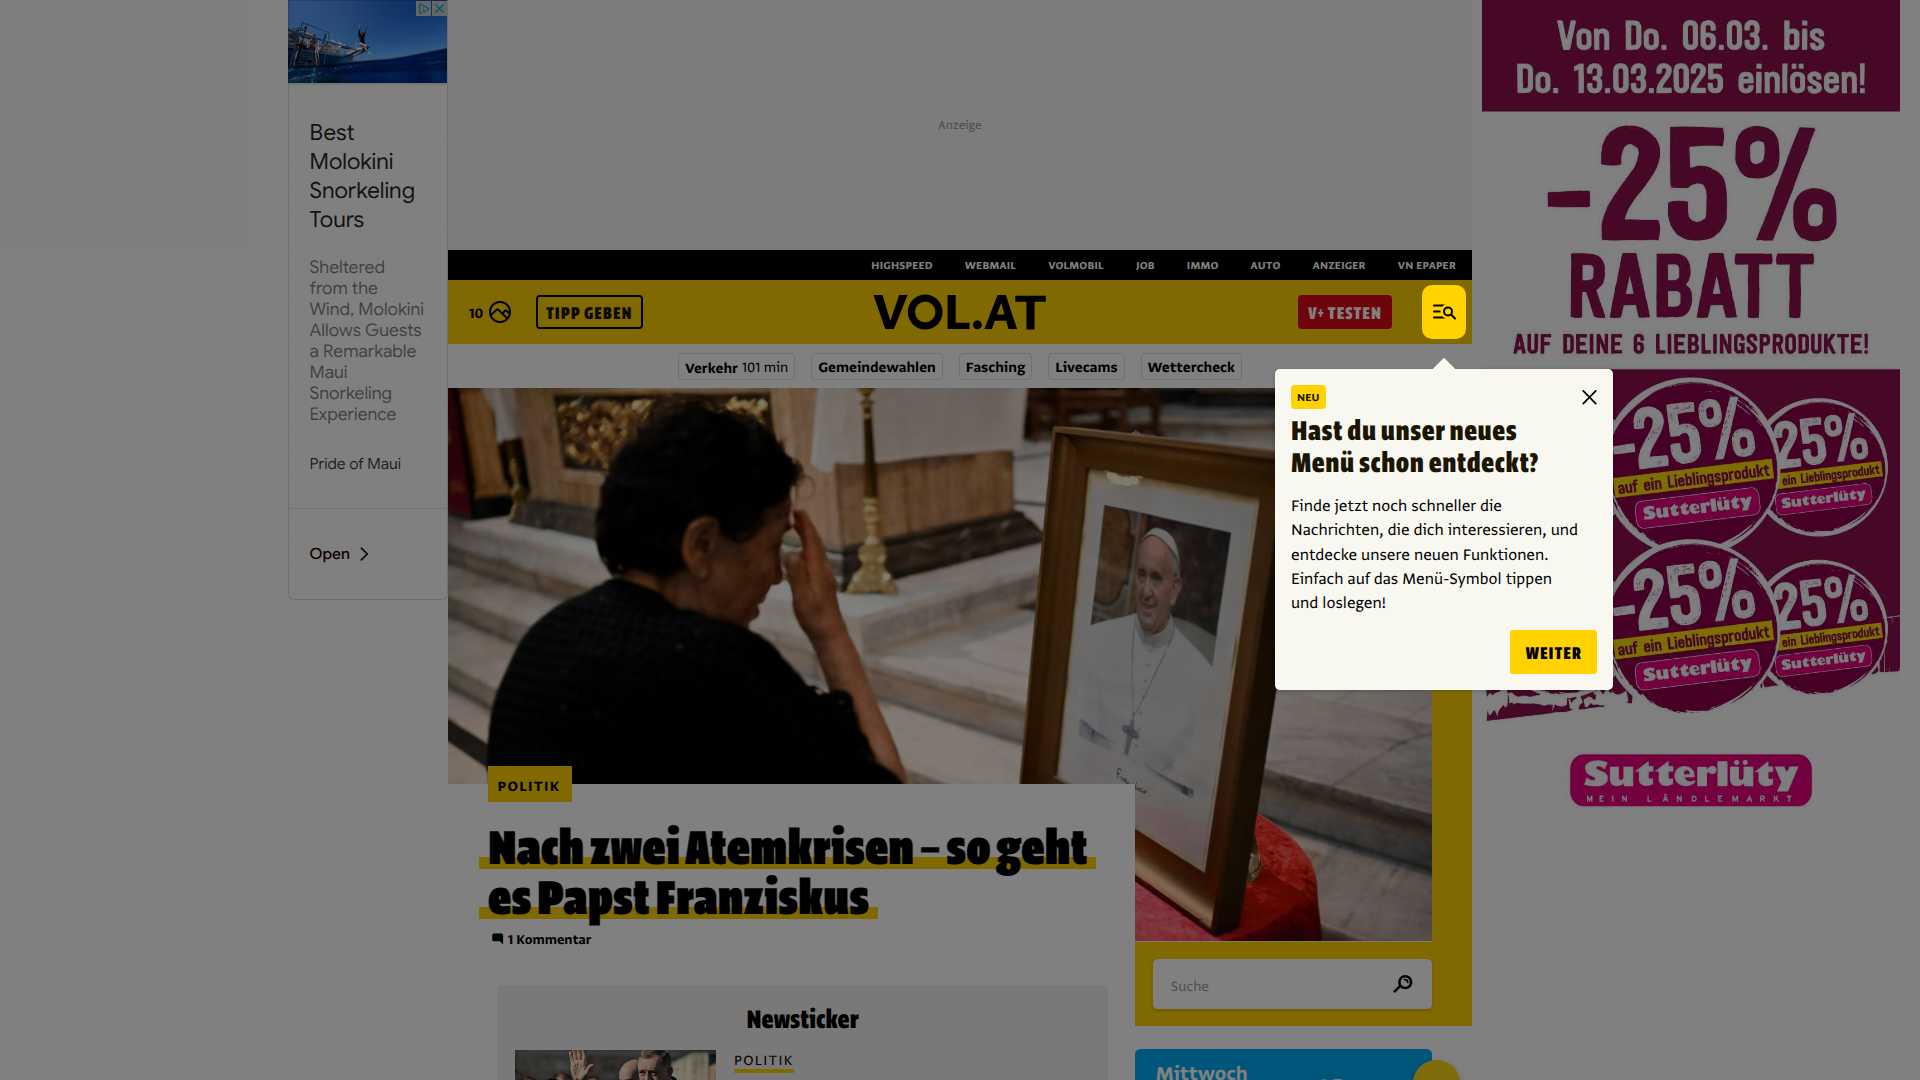 Best
Molokini
Snorkeling
Tours
Sheltered
from the
Wind, Molokini
Allows Guests
a Remarkable
Maui
Snorkeling
Experience
Pride of Maui
Open
Anzeige
HIGHSPEED WEBMAIL VOLMOBIL JOB IMMO AUTO ANZEIGER VN EPAPER
10 TIPP GEBEN VOL.AT V+ TESTEN
Verkehr 101 min Gemeindewahlen Fasching Livecams Wettercheck
NEU
Hast du unser neues
Menü schon entdeckt?
Finde jetzt noch schneller die
Nachrichten, die dich interessieren, und
entdecke unsere neuen Funktionen.
Einfach auf das Menü-Symbol tippen
und loslegen!
WEITER
POLITIK
Nach zwei Atemkrisen – so geht
es Papst Franziskus
1 Kommentar
Newsticker
POLITIK
Suche
Mittwoch
Von Do. 06.03. bis
Do. 13.03.2025 einlösen!
-25%
RABATT
AUF DEINE 6 LIEBLINGSPRODUKTE!
-25%
auf ein Lieblingsprodukt
Sutterlüty
25%
ein Lieblingsprodukt
Sutterlüty
-25%
auf ein Lieblingsprodukt
Sutterlüty
25%
ein Lieblingsprodukt
Sutterlüty
Sutterlüty
MEIN LÄNDLEMARKT